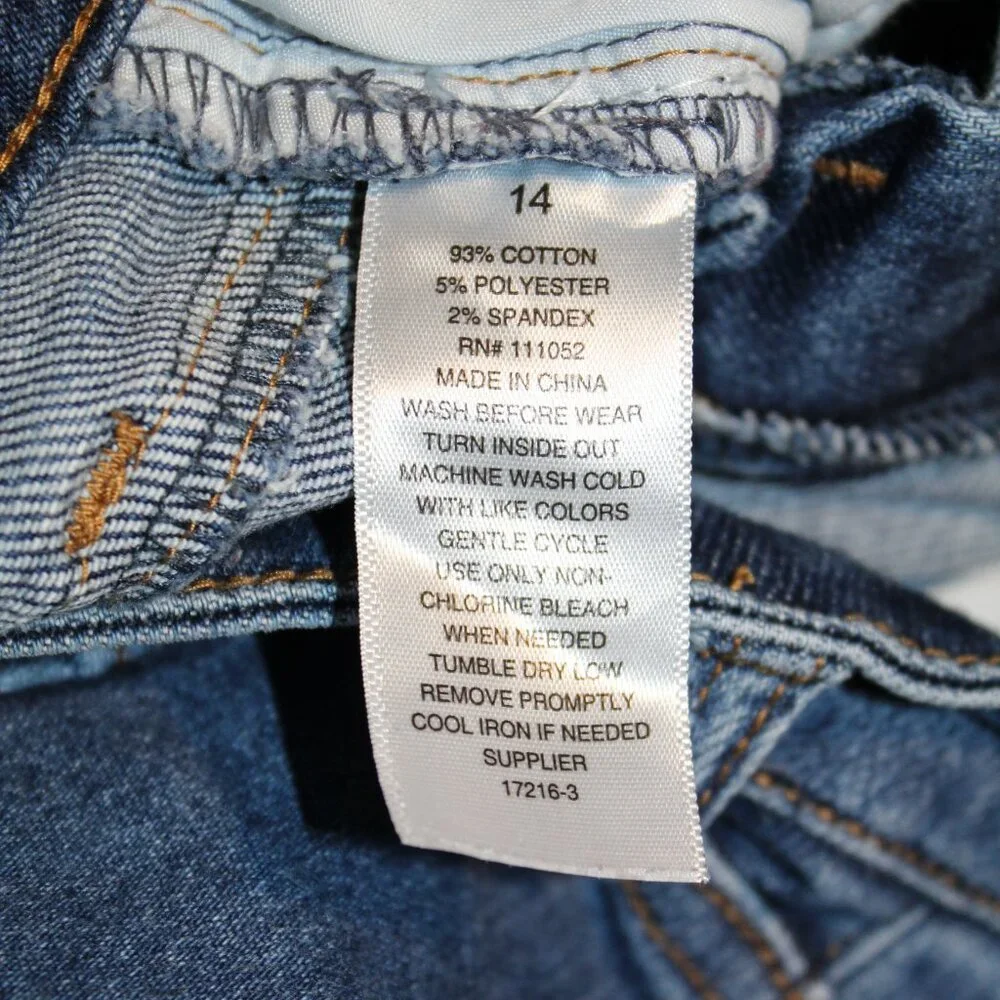 14
93% COTTON
5% POLYESTER
2% SPANDEX
RN# 111052
MADE IN CHINA
WASH BEFORE WEAR
TURN INSIDE OUT
MACHINE WASH COLD
WITH LIKE COLORS
GENTLE CYCLE
USE ONLY NON-
CHLORINE BLEACH
WHEN NEEDED
TUMBLE DRY LOW
REMOVE PROMPTLY
COOL IRON IF NEEDED
SUPPLIER
17216-3